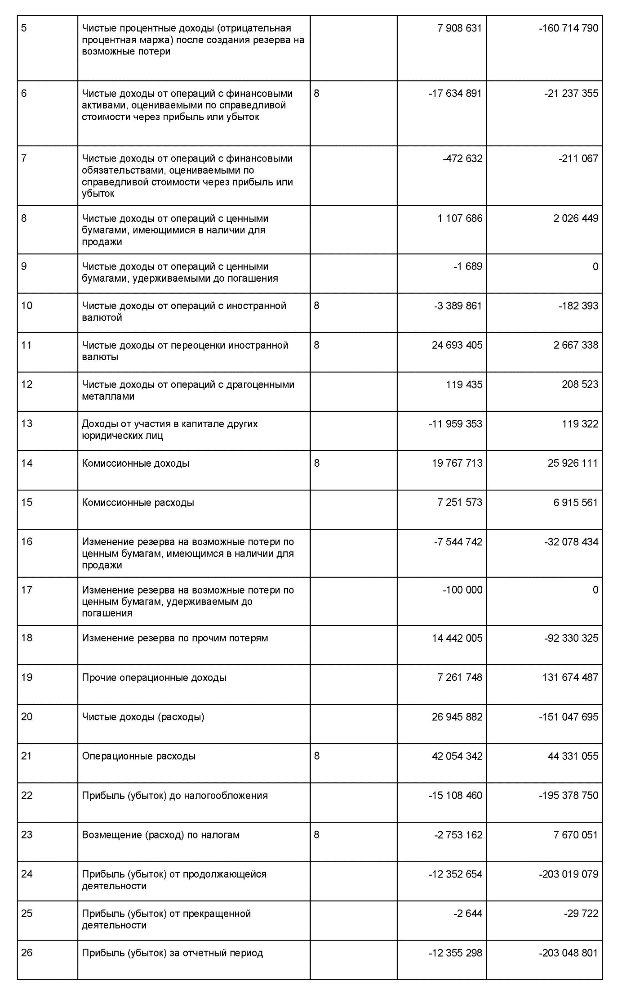 5 Чистые процентные доходы (отрицательная 7 908 631 -160 714 790
процентная маржа) после создания резерва на
возможные потери
6 Чистые доходы от операций с финансовыми 8 -17 634 891 -21 237 355
активами, оцениваемыми по справедливой
стоимости через прибыль или убыток
7 Чистые доходы от операций с финансовыми -472 632 -211 067
обязательствами, оцениваемыми по
справедливой стоимости через прибыль или
убыток
8 Чистые доходы от операций с ценными 1 107 686 2 026 449
бумагами, имеющимися в наличии для
продажи
9 Чистые доходы от операций с ценными -1 689 0
бумагами, удерживаемыми до погашения
10 Чистые доходы от операций с иностранной 8 -3 389 861 -182 393
валютой
11 Чистые доходы от переоценки иностранной 8 24 693 405 2 667 338
валюты
12 Чистые доходы от операций с драгоценными 119 435 208 523
металлами
13 Доходы от участия в капитале других -11 959 353 119 322
юридических лиц
14 Комиссионные доходы 8 19 767 713 25 926 111
15 Комиссионные расходы 7 251 573 6 915 561
16 Изменение резерва на возможные потери по -7 544 742 -32 078 434
ценным бумагам, имеющимся в наличии для
продажи
17 Изменение резерва на возможные потери по -100 000 0
ценным бумагам, удерживаемым до
погашения
18 Изменение резерва по прочим потерям 14 442 005 -92 330 325
19 Прочие операционные доходы 7 261 748 131 674 487
20 Чистые доходы (расходы) 26 945 882 -151 047 695
21 Операционные расходы 8 42 054 342 44 331 055
22 Прибыль (убыток) до налогообложения -15 108 460 -195 378 750
23 Возмещение (расход) по налогам 8 -2 753 162 7 670 051
24 Прибыль (убыток) от продолжающейся -12 352 654 -203 019 079
деятельности
25 Прибыль (убыток) от прекращенной -2 644 -29 722
деятельности
26 Прибыль (убыток) за отчетный период -12 355 298 -203 048 801